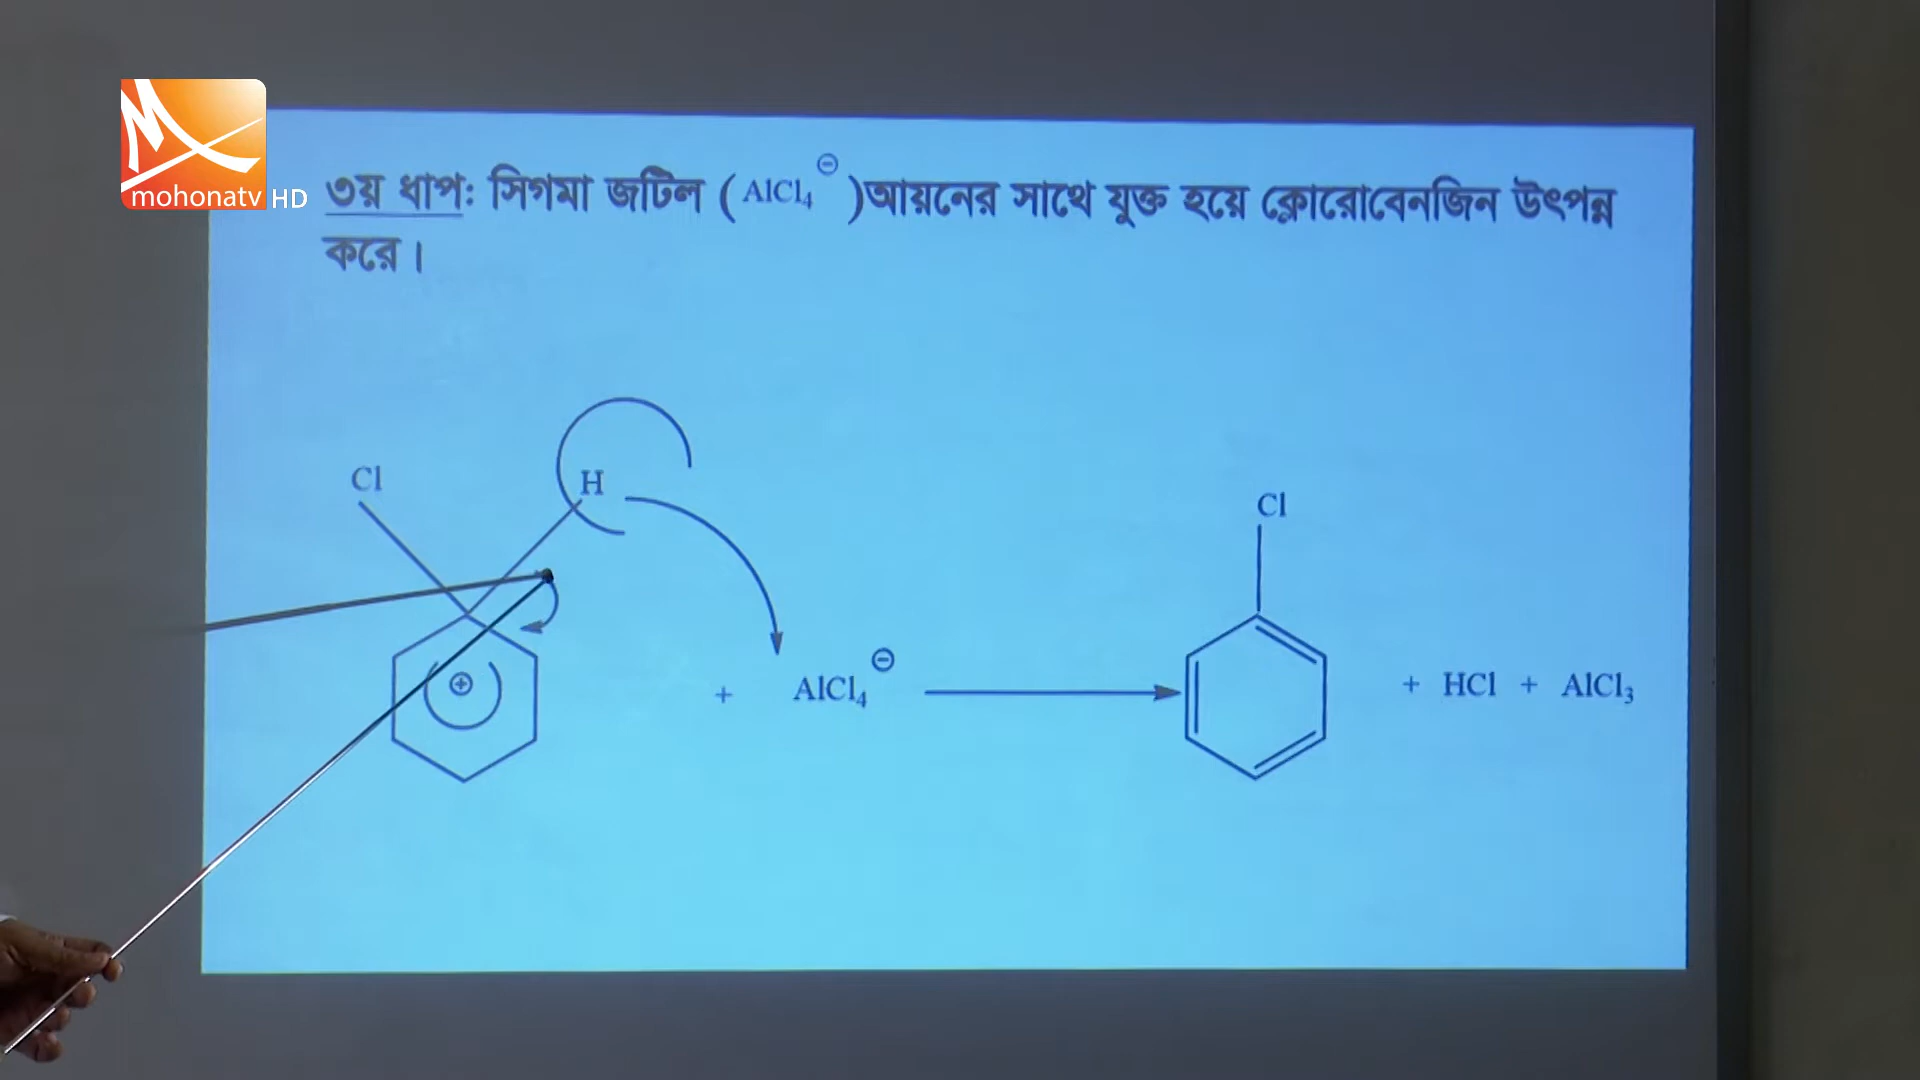 mohonatv HD
৩য় ধাপঃ সিগমা জটিল (AlCl₄⊖)আয়নের সাথে যুক্ত হয়ে ক্লোরোবেনজিন উৎপন্ন
করে।
Cl
H
⊕
+ AlCl₄⊖
Cl
+ HCl + AlCl₃